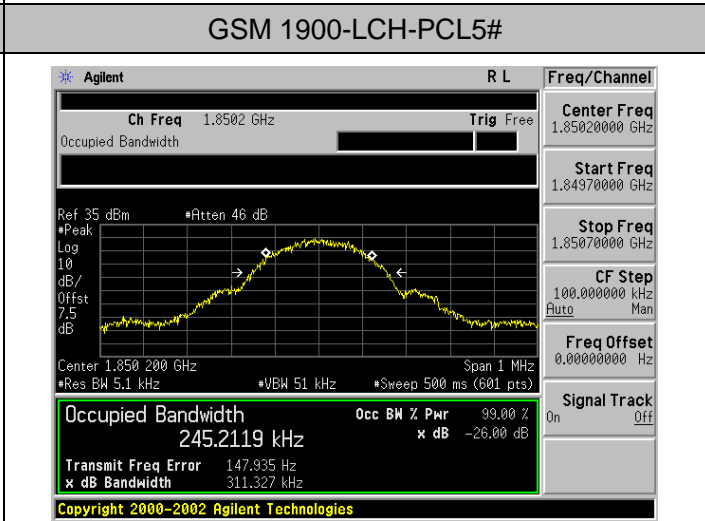 GSM 1900-LCH-PCL5#
Agilent R L Freq/Channel
Ch Freq 1.8502 GHz Trig Free
Occupied Bandwidth
Center Freq
1.85020000 GHz
Start Freq
1.84970000 GHz
Stop Freq
1.85070000 GHz
CF Step
100.000000 kHz
Auto Man
Freq Offset
0.00000000 Hz
Signal Track
On Off
Ref 35 dBm #Atten 46 dB
#Peak
Log
10
dB/
Offst
7.5
dB
Center 1.850 200 GHz Span 1 MHz
#Res BW 5.1 kHz #VBW 51 kHz #Sweep 500 ms (601 pts)
Occupied Bandwidth Occ BW % Pwr 99.00 %
245.2119 kHz x dB -26.00 dB
Transmit Freq Error 147.935 Hz
x dB Bandwidth 311.327 kHz
Copyright 2000-2002 Agilent Technologies